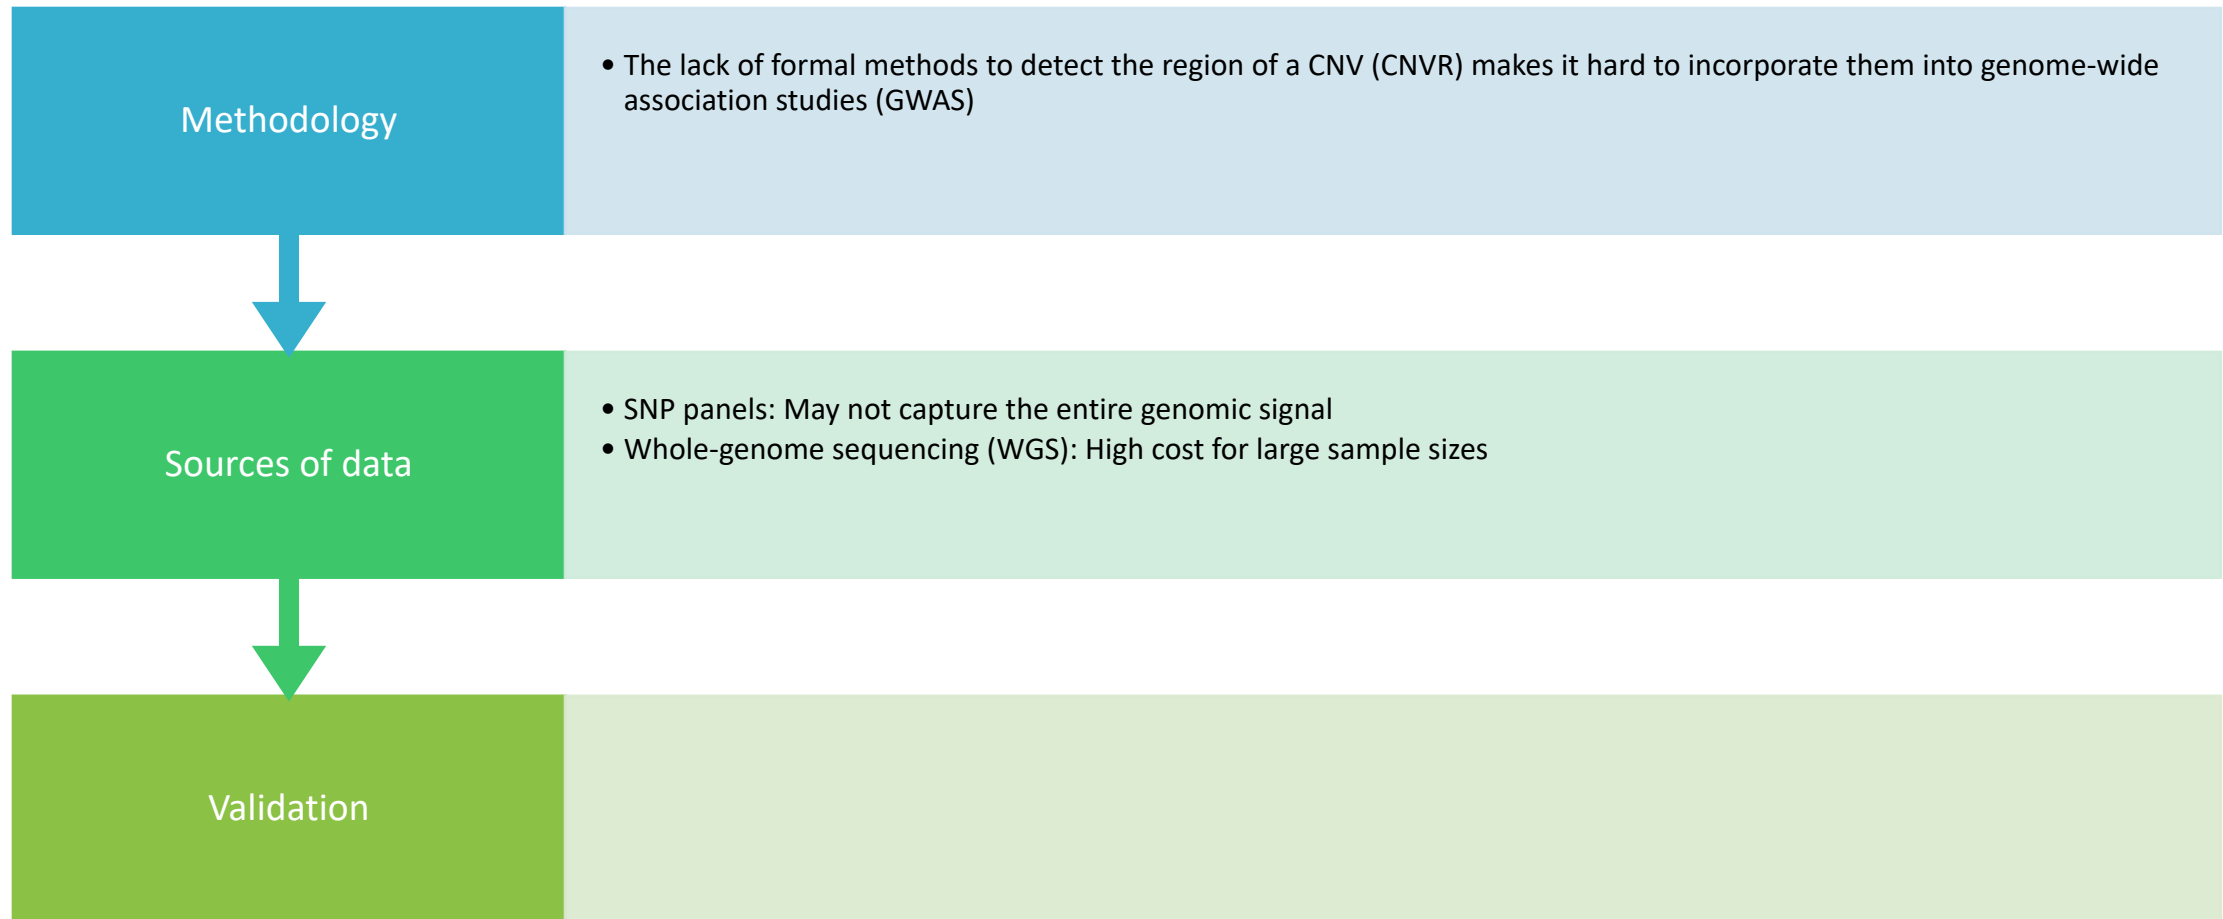 Methodology
• The lack of formal methods to detect the region of a CNV (CNVR) makes it hard to incorporate them into genome-wide
association studies (GWAS)
Sources of data
• SNP panels: May not capture the entire genomic signal
• Whole-genome sequencing (WGS): High cost for large sample sizes
Validation